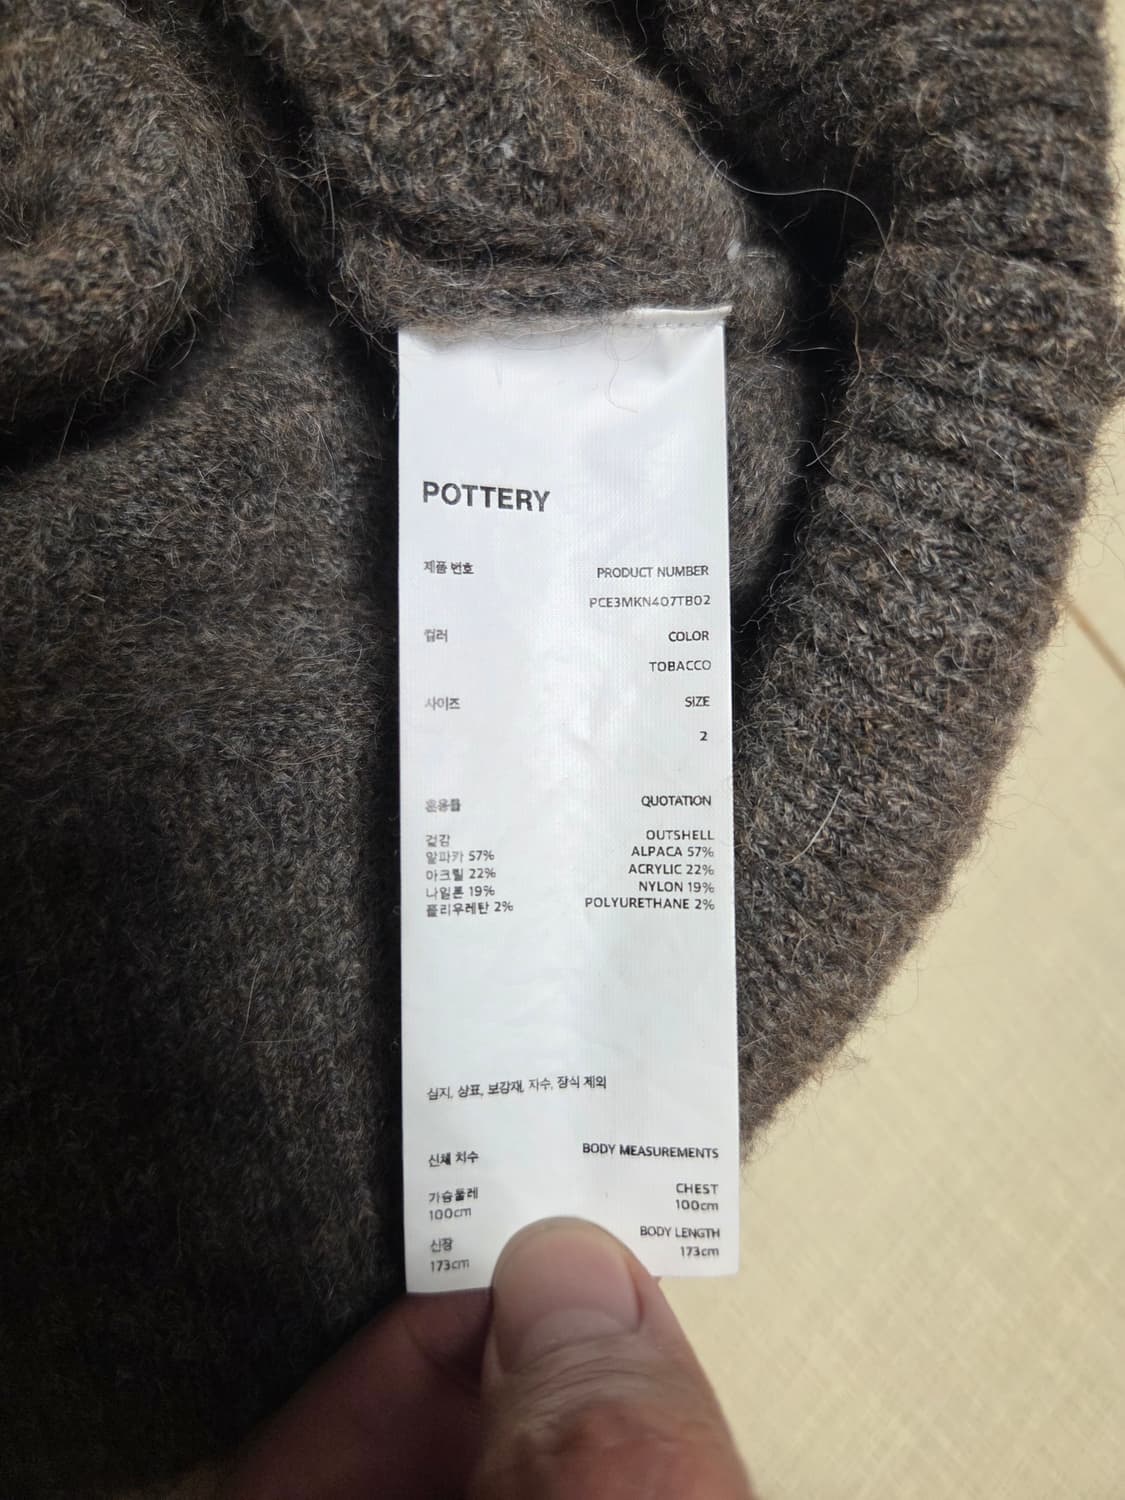 POTTERY
제품 번호 PRODUCT NUMBER
PCE3MKN407TB02
컬러 COLOR
TOBACCO
사이즈 SIZE
2
혼용률 QUOTATION
겉감 OUTSHELL
알파카 57% ALPACA 57%
아크릴 22% ACRYLIC 22%
나일론 19% NYLON 19%
폴리우레탄 2% POLYURETHANE 2%
심지, 상표, 보강재, 자수, 장식 제외
신체 치수 BODY MEASUREMENTS
가슴둘레 CHEST
100cm 100cm
신장 BODY LENGTH
173cm 173cm